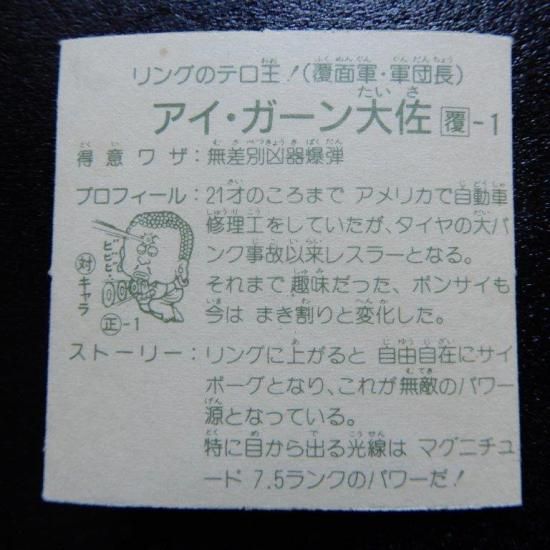 リングのテロ王!(覆面軍・軍団長)
アイ・ガーン大佐 覆-1
得意ワザ:無差別凶器爆弾
プロフィール:21才のころまで アメリカで自動車
修理工をしていたが、タイヤの大パ
ンク事故以来レスラーとなる。
それまで趣味だった、ボンサイも
今は まき割りと変化した。
対キャラ
正-1
ストーリー:リングに上がると 自由自在にサイ
ボーグとなり、これが無敵のパワー
源となっている。
特に目から出る光線は マグニチュ
ード 7.5ランクのパワーだ!